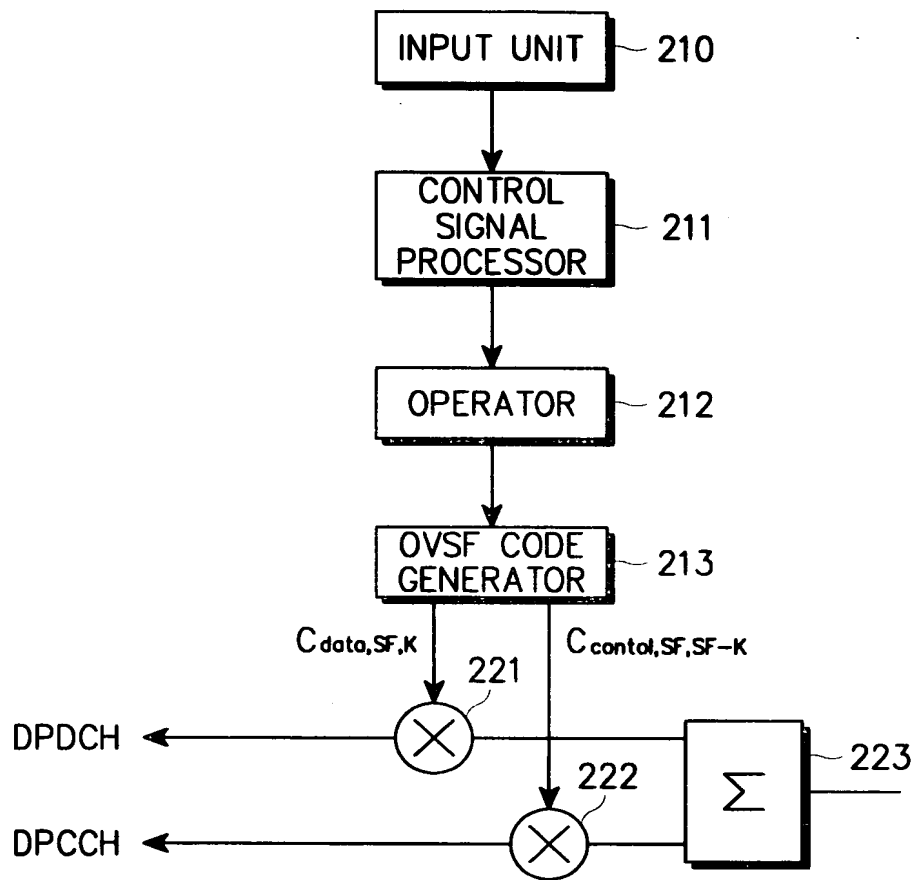 INPUT UNIT
210
CONTROL
SIGNAL
PROCESSOR
211
OPERATOR
212
OVSF CODE
GENERATOR
213
Cdata,SF,K
Ccontol,SF,SF-K
221
DPDCH
Σ
223
222
DPCCH